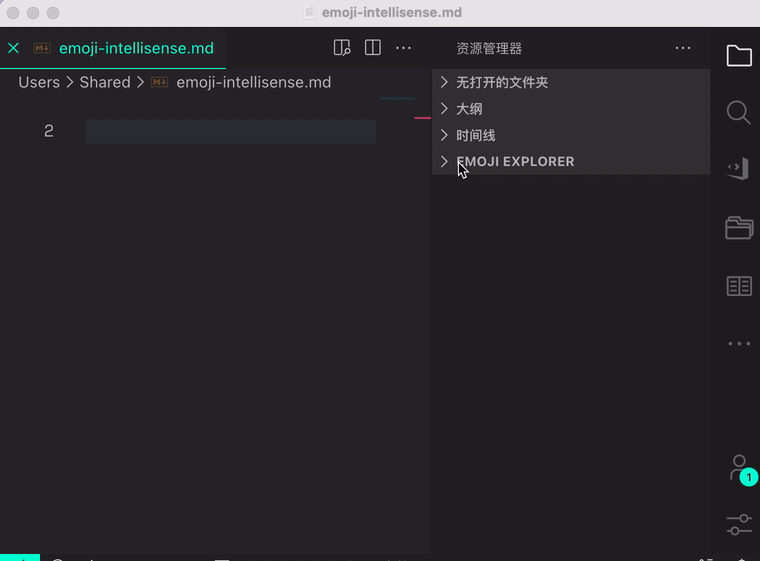 emoji-intellisense.md
emoji-intellisense.md
资源管理器
Users Shared emoji-intellisense.md
无打开的文件夹
大纲
2
时间线
EMOJI EXPLORER
1